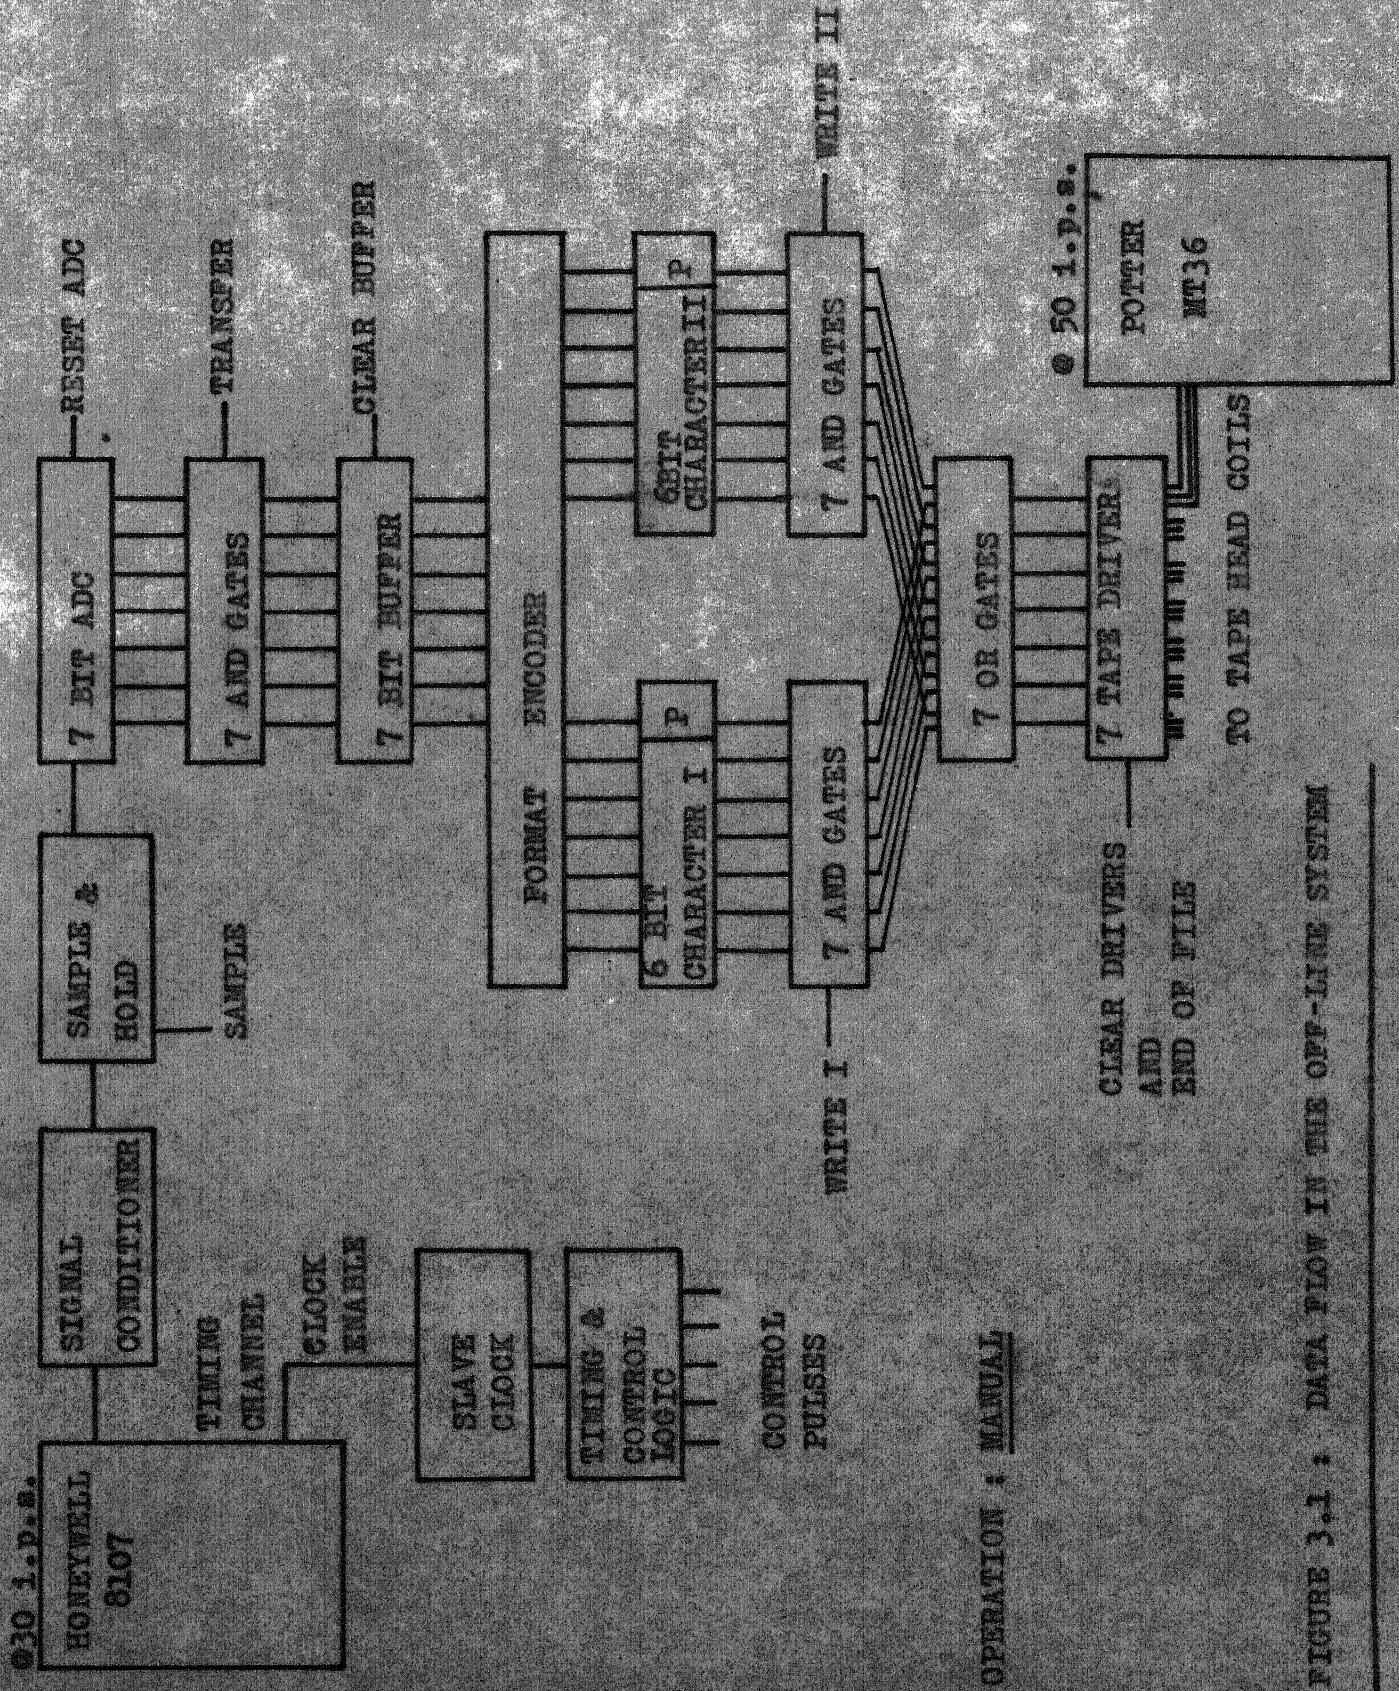 @30 i.p.s.
HONEYWELL
8107
SIGNAL
CONDITIONER
SAMPLE &
HOLD
SAMPLE
7 BIT ADC
RESET ADC
TIMING
CHANNEL
CLOCK
ENABLE
7 AND GATES
TRANSFER
7 BIT BUFFER
CLEAR BUFFER
SLAVE
CLOCK
TIMING &
CONTROL
LOGIC
CONTROL
PULSES
FORMAT ENCODER
6 BIT
CHARACTER I
P
6BIT
CHARACTERII
P
WRITE I
7 AND GATES
7 AND GATES
WRITE II
7 OR GATES
7 TAPE DRIVERS
CLEAR DRIVERS
AND
END OF FILE
TO TAPE HEAD COILS
@ 50 i.p.s.
POTTER
MT36
OPERATION : MANUAL
FIGURE 3.1 : DATA FLOW IN THE OFF-LINE SYSTEM